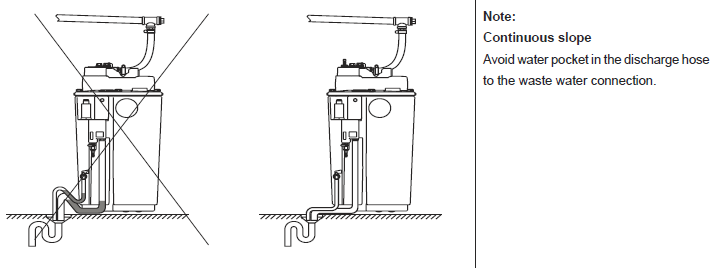 Note:
Continuous slope
Avoid water pocket in the discharge hose
to the waste water connection.